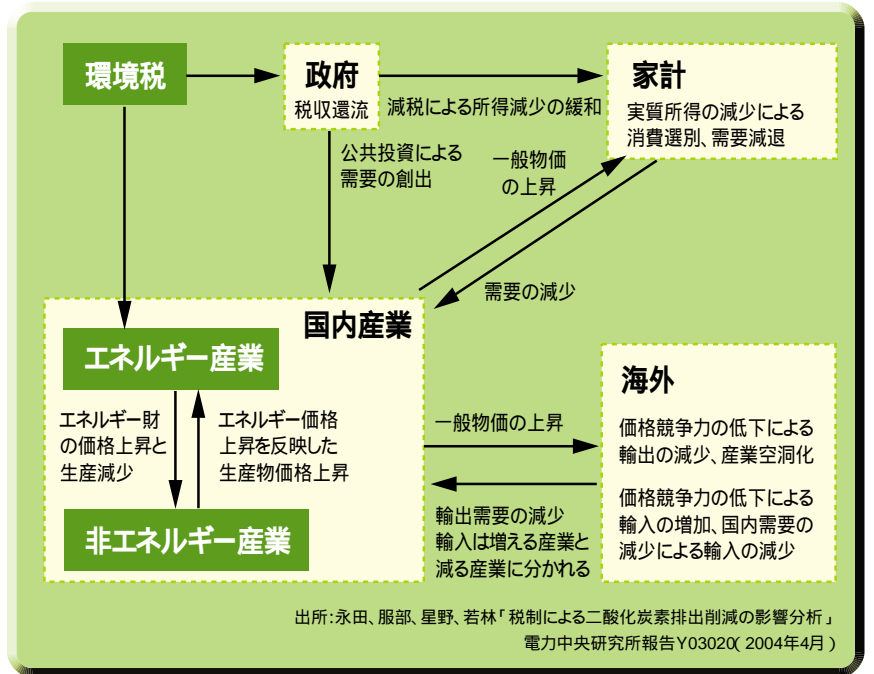 環境税
政府
税収還流
減税による所得減少の緩和
家計
実質所得の減少による
消費選別、需要減退
公共投資による
需要の創出
一般物価
の上昇
需要の減少
国内産業
エネルギー産業
エネルギー財
の価格上昇と
生産減少
エネルギー価格
上昇を反映した
生産物価格上昇
非エネルギー産業
一般物価の上昇
輸出需要の減少
輸入は増える産業と
減る産業に分かれる
海外
価格競争力の低下による
輸出の減少、産業空洞化
価格競争力の低下による
輸入の増加、国内需要の
減少による輸入の減少
出所:永田、服部、星野、若林「税制による二酸化炭素排出削減の影響分析」
電力中央研究所報告Y03020(2004年4月)